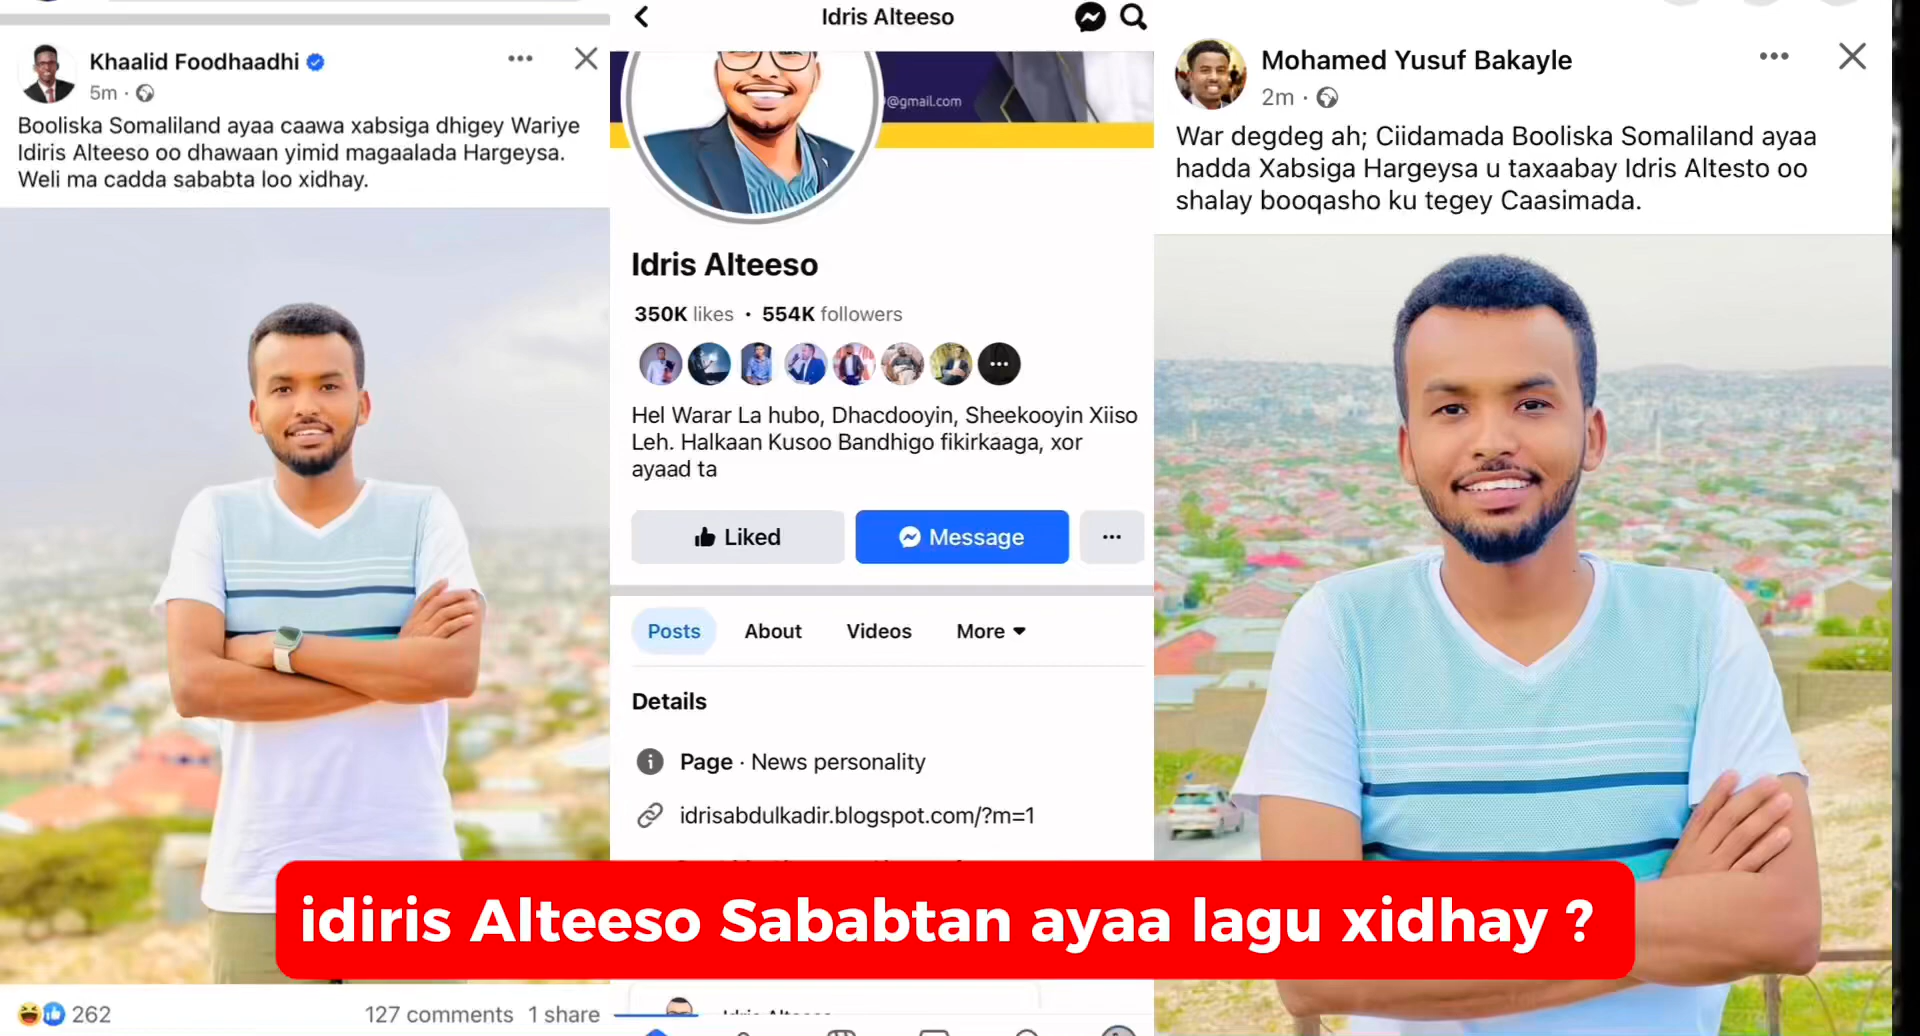 Khaalid Foodhaadhi
5m ·
Booliska Somaliland ayaa caawa xabsiga dhigey Wariye
Idiris Alteeso oo dhawaan yimid magaalada Hargeysa.
Weli ma cadda sababta loo xidhay.
262
127 comments 1 share
Idris Alteeso
@gmail.com
Idris Alteeso
350K likes • 554K followers
Hel Warar La hubo, Dhacdooyin, Sheekooyin Xiiso
Leh. Halkaan Kusoo Bandhigo fikirkaaga, xor
ayaad ta
Liked
Message
Posts
About
Videos
More
Details
Page · News personality
idrisabdulkadir.blogspot.com/?m=1
Mohamed Yusuf Bakayle
2m ·
War degdeg ah; Ciidamada Booliska Somaliland ayaa
hadda Xabsiga Hargeysa u taxaabay Idris Altesto oo
shalay booqasho ku tegey Caasimada.
idiris Alteeso Sababtan ayaa lagu xidhay ?